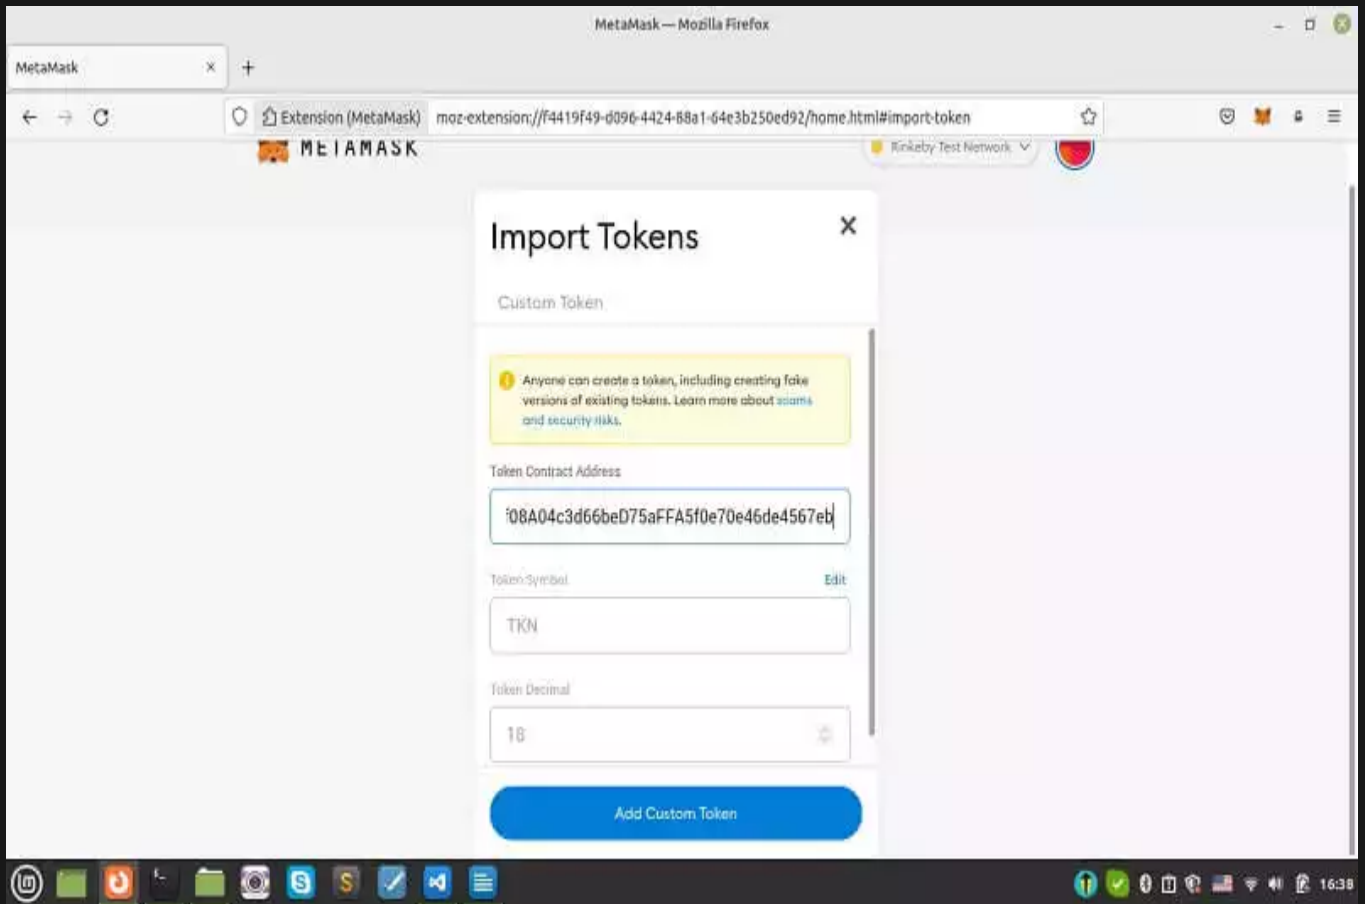 MetaMask — Mozilla Firefox
MetaMask
Extension (MetaMask) moz-extension://f4419f49-d096-4424-88a1-64e3b250ed92/home.html#import-token
METAMASK
Rinkeby Test Network
Import Tokens
Custom Token
Anyone can create a token, including creating fake
versions of existing tokens. Learn more about scams
and security risks.
Token Contract Address
08A04c3d66beD75aFFA5f0e70e46de4567eb
Token Symbol Edit
TKN
Token Decimal
18
Add Custom Token
16:38